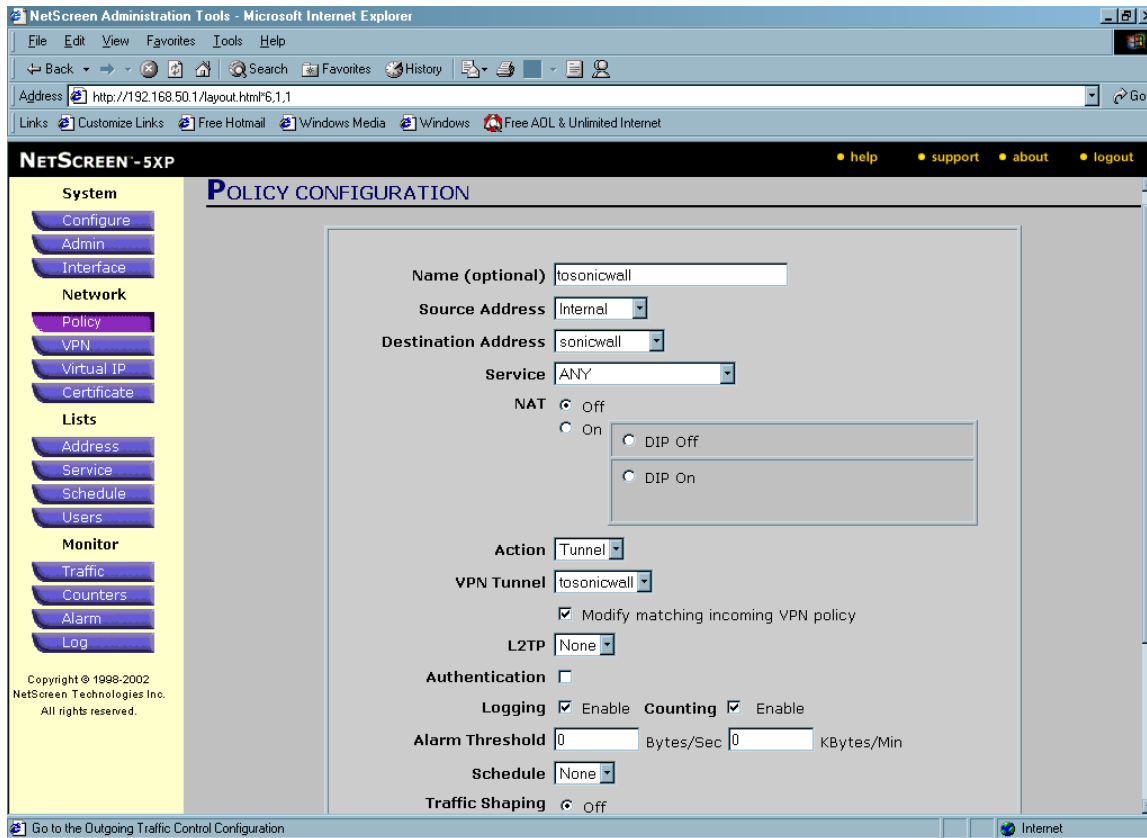 NetScreen Administration Tools - Microsoft Internet Explorer
File Edit View Favorites Tools Help
Back Search Favorites History
Address http://192.168.50.1/layout.html*6,1,1 Go
Links Customize Links Free Hotmail Windows Media Windows Free AOL & Unlimited Internet
NETSCREEN-5XP
help support about logout
System
Configure
Admin
Interface
Network
Policy
VPN
Virtual IP
Certificate
Lists
Address
Service
Schedule
Users
Monitor
Traffic
Counters
Alarm
Log
Copyright © 1998-2002
NetScreen Technologies Inc.
All rights reserved.
POLICY CONFIGURATION
Name (optional) tosonicwall
Source Address Internal
Destination Address sonicwall
Service ANY
NAT Off
On
DIP Off
DIP On
Action Tunnel
VPN Tunnel tosonicwall
Modify matching incoming VPN policy
L2TP None
Authentication
Logging Enable Counting Enable
Alarm Threshold 0 Bytes/Sec 0 KBytes/Min
Schedule None
Traffic Shaping Off
Go to the Outgoing Traffic Control Configuration
Internet